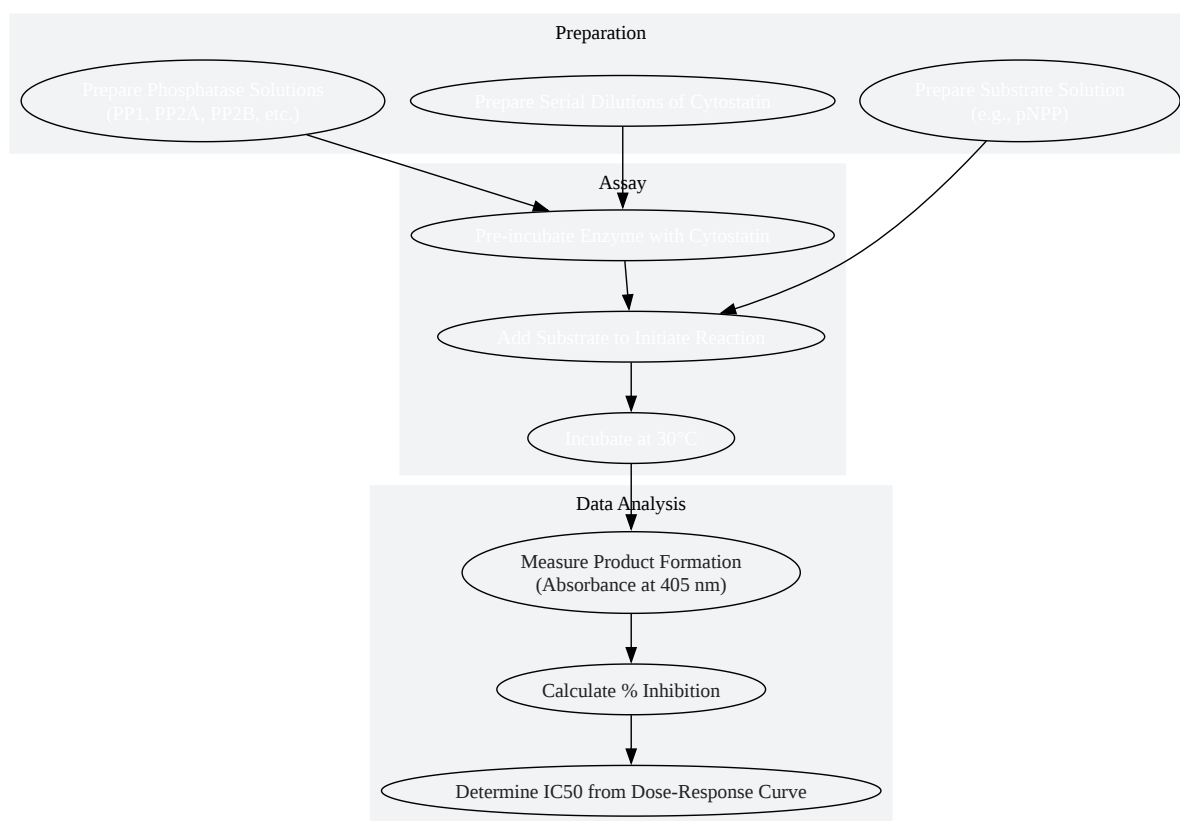 Preparation
Prepare Phosphatase Solutions
(PP1, PP2A, PP2B, etc.)
Prepare Serial Dilutions of Cytostatin
Prepare Substrate Solution
(e.g., pNPP)
Assay
Pre-incubate Enzyme with Cytostatin
Add Substrate to Initiate Reaction
Incubate at 30°C
Data Analysis
Measure Product Formation
(Absorbance at 405 nm)
Calculate % Inhibition
Determine IC50 from Dose-Response Curve